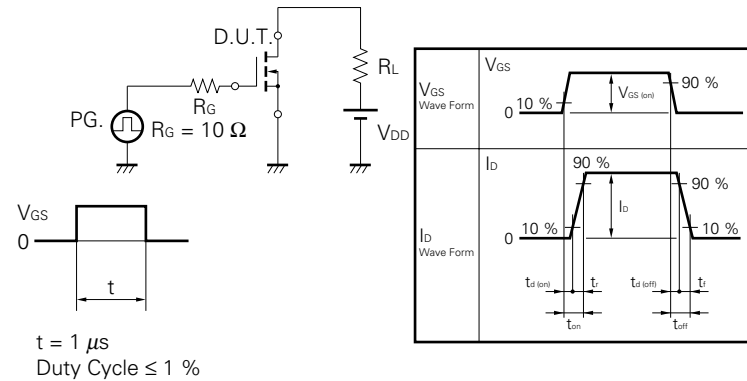 D.U.T.
RL
RG
PG.
RG = 10 Ω
VDD
VGS
0
t
t = 1 μs
Duty Cycle ≤ 1 %
VGS
Wave Form
VGS
10 %
0
VGS (on)
90 %
ID
Wave Form
ID
90 %
90 %
ID
10 %
0
10 %
td (on)
tr
td (off)
tf
ton
toff